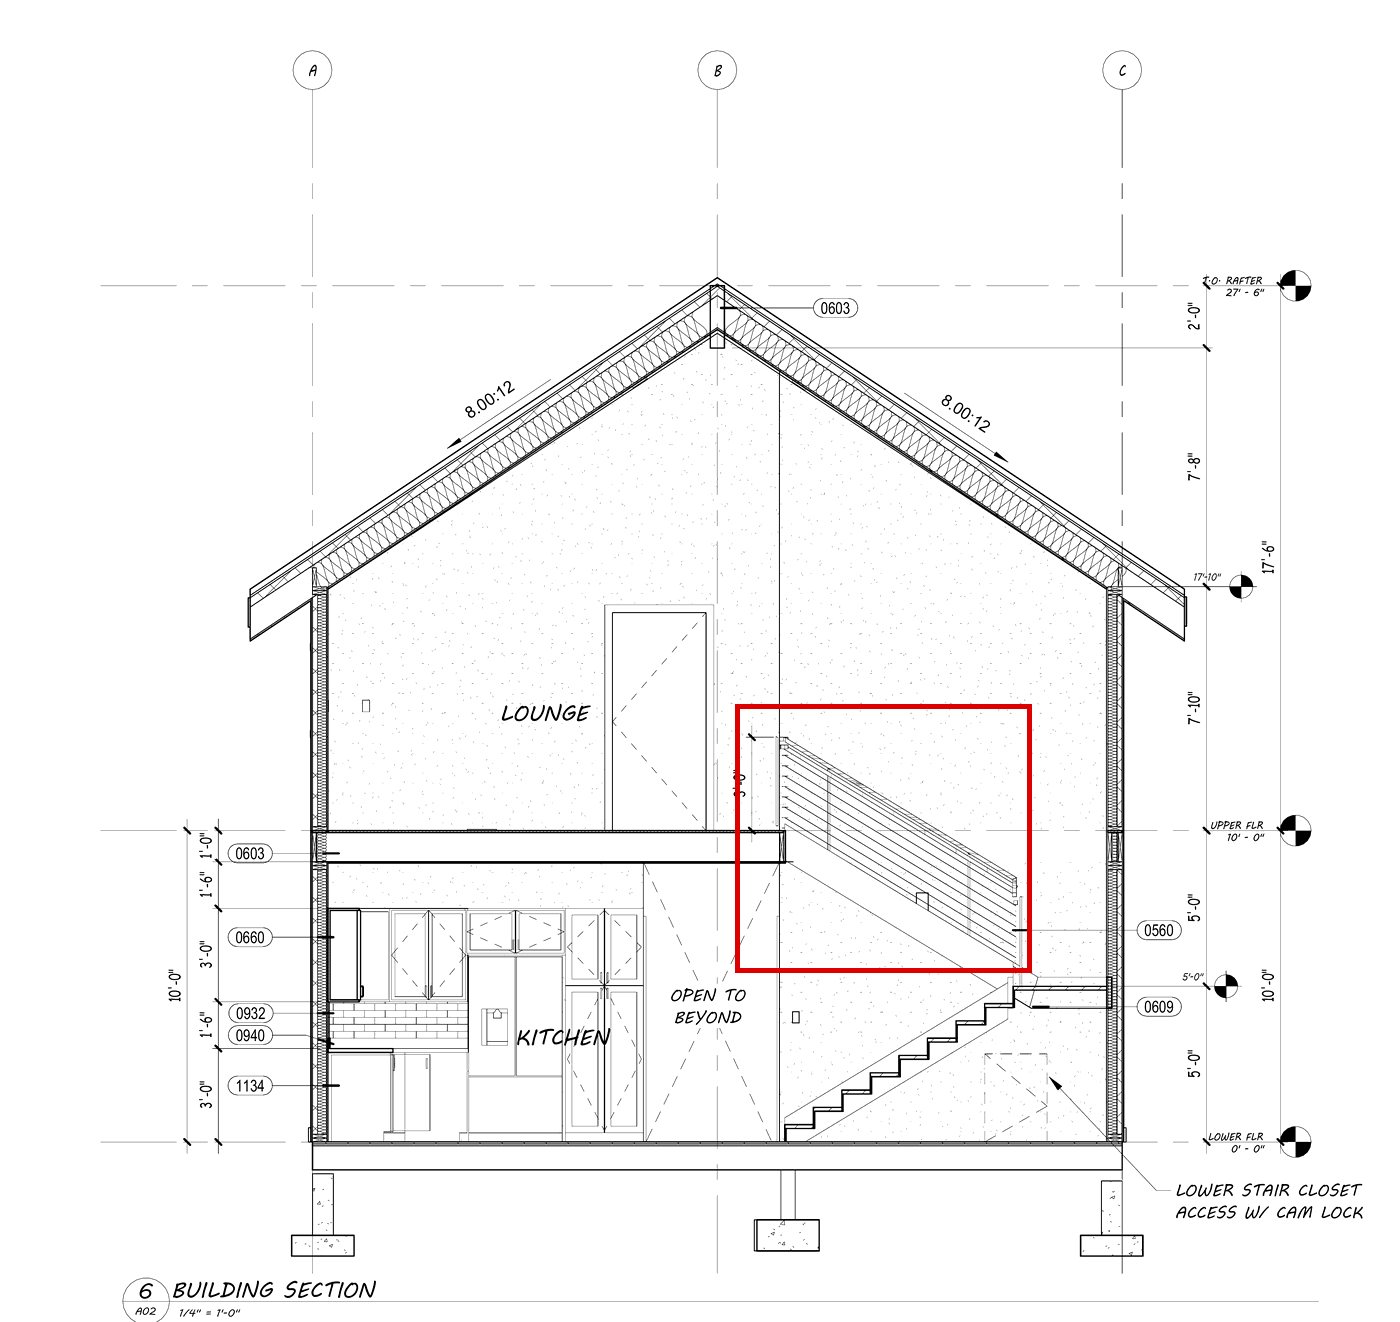 A
B
C
T.O. RAFTER
27' - 6"
0603
2'-0"
8.00:12
8.00:12
7'-8"
17'-6"
17'-10"
LOUNGE
7'-10"
3'-0"
UPPER FLR
10' - 0"
1'-0"
0603
1'-6"
5'-0"
0660
0560
3'-0"
5'-0"
10'-0"
10'-0"
OPEN TO
BEYOND
0609
0932
1'-6"
0940
KITCHEN
1134
3'-0"
5'-0"
LOWER FLR
0' - 0"
LOWER STAIR CLOSET
ACCESS W/ CAM LOCK
6
A02
BUILDING SECTION
1/4" = 1'-0"